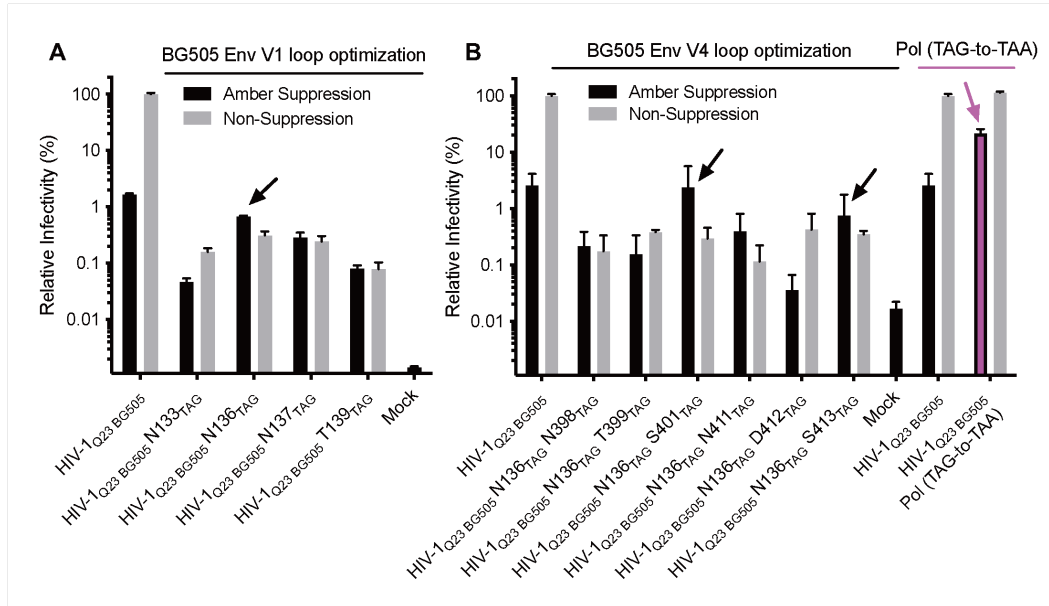 A
BG505 Env V1 loop optimization
Amber Suppression
Non-Suppression
Relative Infectivity (%)
100
10
1
0.1
0.01
HIV-1Q23 BG505
HIV-1Q23 BG505 N133TAG
HIV-1Q23 BG505 N136TAG
HIV-1Q23 BG505 N137TAG
HIV-1Q23 BG505 T139TAG
Mock
B
BG505 Env V4 loop optimization
Pol (TAG-to-TAA)
Amber Suppression
Non-Suppression
Relative Infectivity (%)
100
10
1
0.1
0.01
HIV-1Q23 BG505
HIV-1Q23 BG505 N136TAG N398TAG
HIV-1Q23 BG505 N136TAG T399TAG
HIV-1Q23 BG505 N136TAG S401TAG
HIV-1Q23 BG505 N136TAG N411TAG
HIV-1Q23 BG505 N136TAG D412TAG
HIV-1Q23 BG505 N136TAG S413TAG
Mock
HIV-1Q23 BG505
HIV-1Q23 BG505
Pol (TAG-to-TAA)